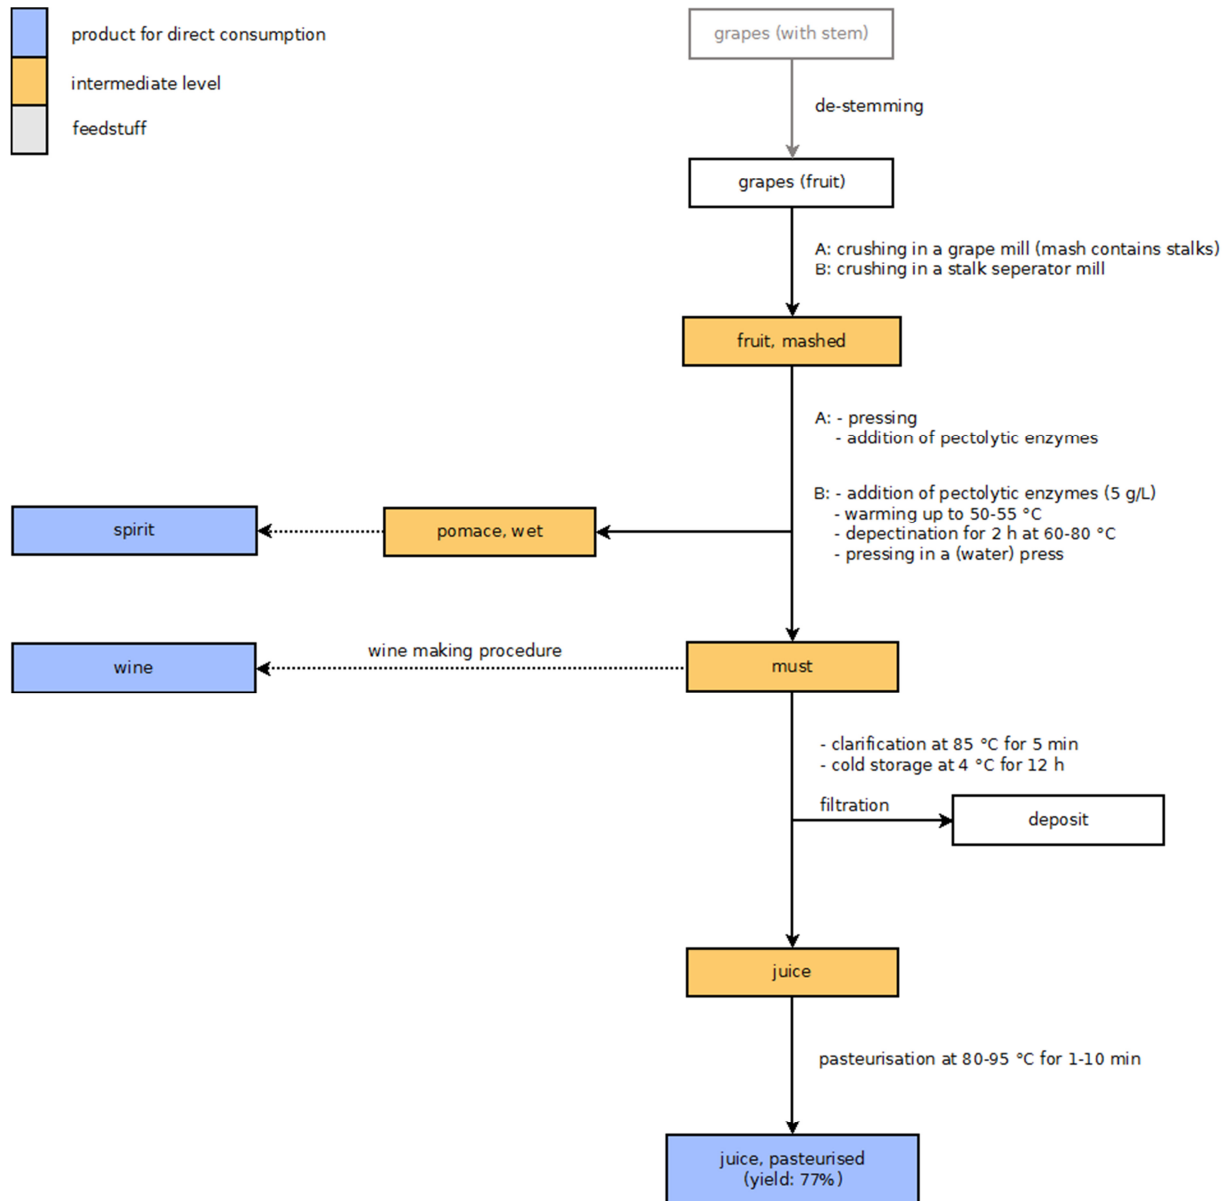 product for direct consumption
intermediate level
feedstuff
grapes (with stem)
de-stemming
grapes (fruit)
A: crushing in a grape mill (mash contains stalks)
B: crushing in a stalk seperator mill
fruit, mashed
A: - pressing
- addition of pectolytic enzymes
B: - addition of pectolytic enzymes (5 g/L)
- warming up to 50-55 °C
- depectination for 2 h at 60-80 °C
- pressing in a (water) press
spirit
pomace, wet
wine
wine making procedure
must
- clarification at 85 °C for 5 min
- cold storage at 4 °C for 12 h
filtration
deposit
juice
pasteurisation at 80-95 °C for 1-10 min
juice, pasteurised
(yield: 77%)